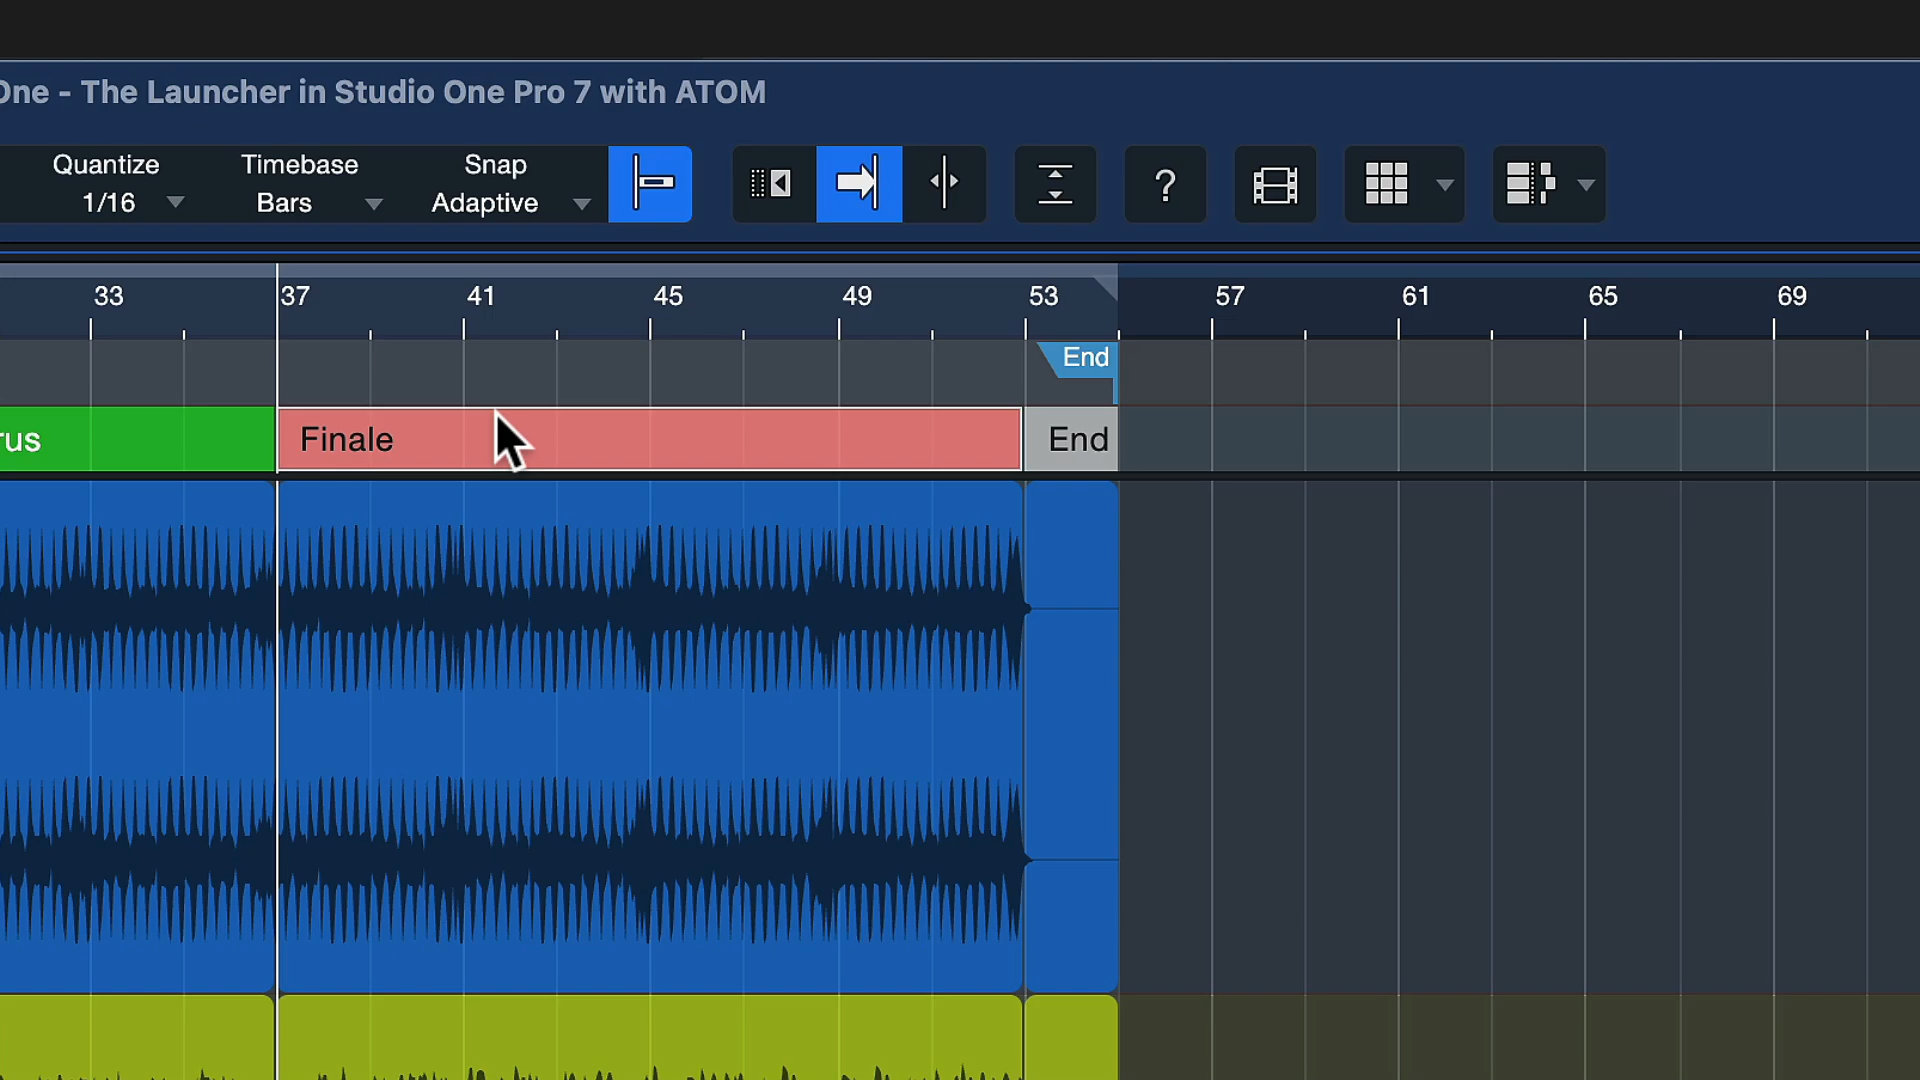 One - The Launcher in Studio One Pro 7 with ATOM
Quantize
1/16
Timebase
Bars
Snap
Adaptive
?
33 37 41 45 49 53 57 61 65 69
End
rus
Finale
End